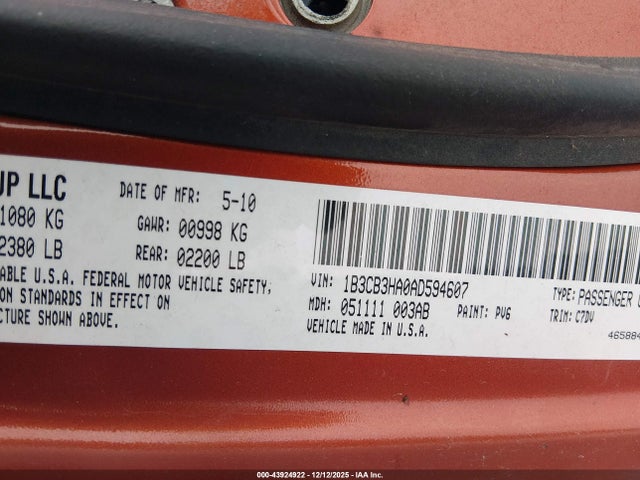 UP LLC
DATE OF MFR: 5-10
1080 KG
GAWR: 00998 KG
2380 LB
REAR: 02200 LB
ABLE U.S.A. FEDERAL MOTOR VEHICLE SAFETY,
ON STANDARDS IN EFFECT ON
CTURE SHOWN ABOVE.
VIN: 1B3CB3HA0AD594607
TYPE: PASSENGER
MDH: 051111 003AB
PAINT: PV6
TRIM: C7DV
VEHICLE MADE IN U.S.A.
465884
000-43924922 — 12/12/2025 — IAA Inc.